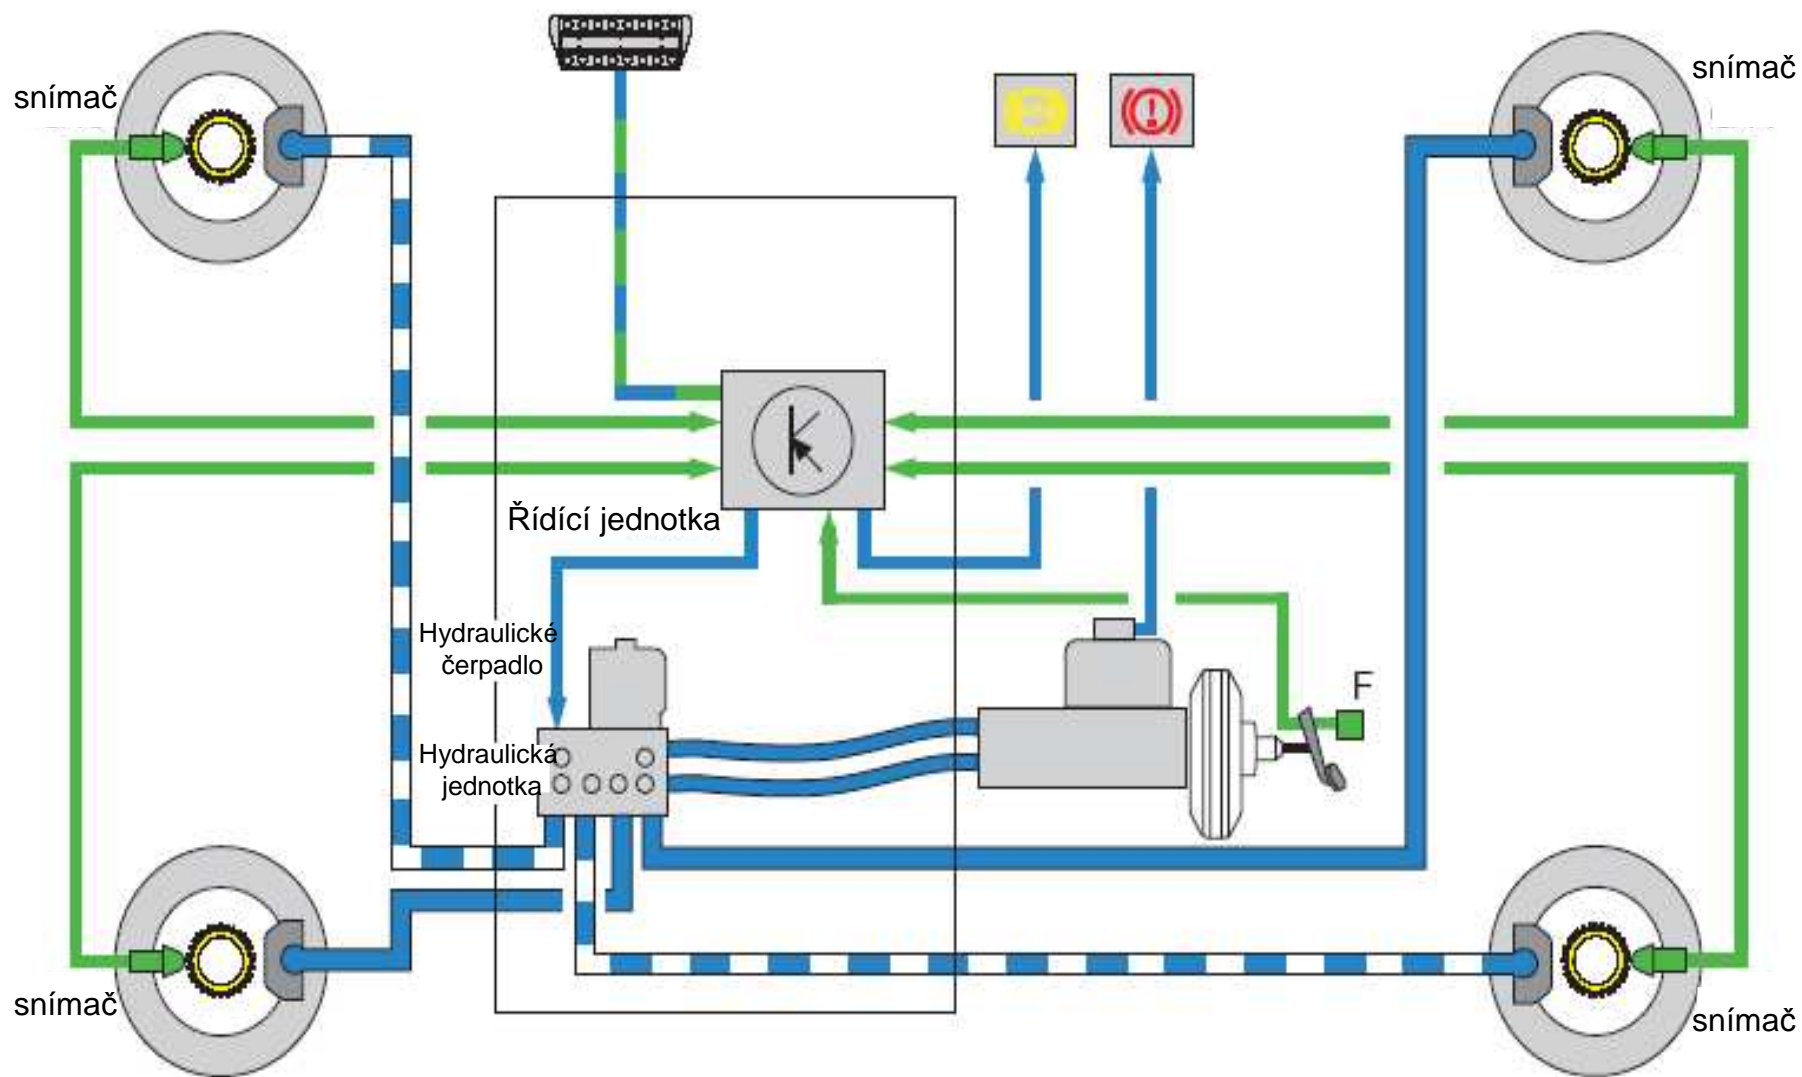 snímač
snímač
Řídící jednotka
Hydraulické
čerpadlo
F
Hydraulická
jednotka
snímač
snímač